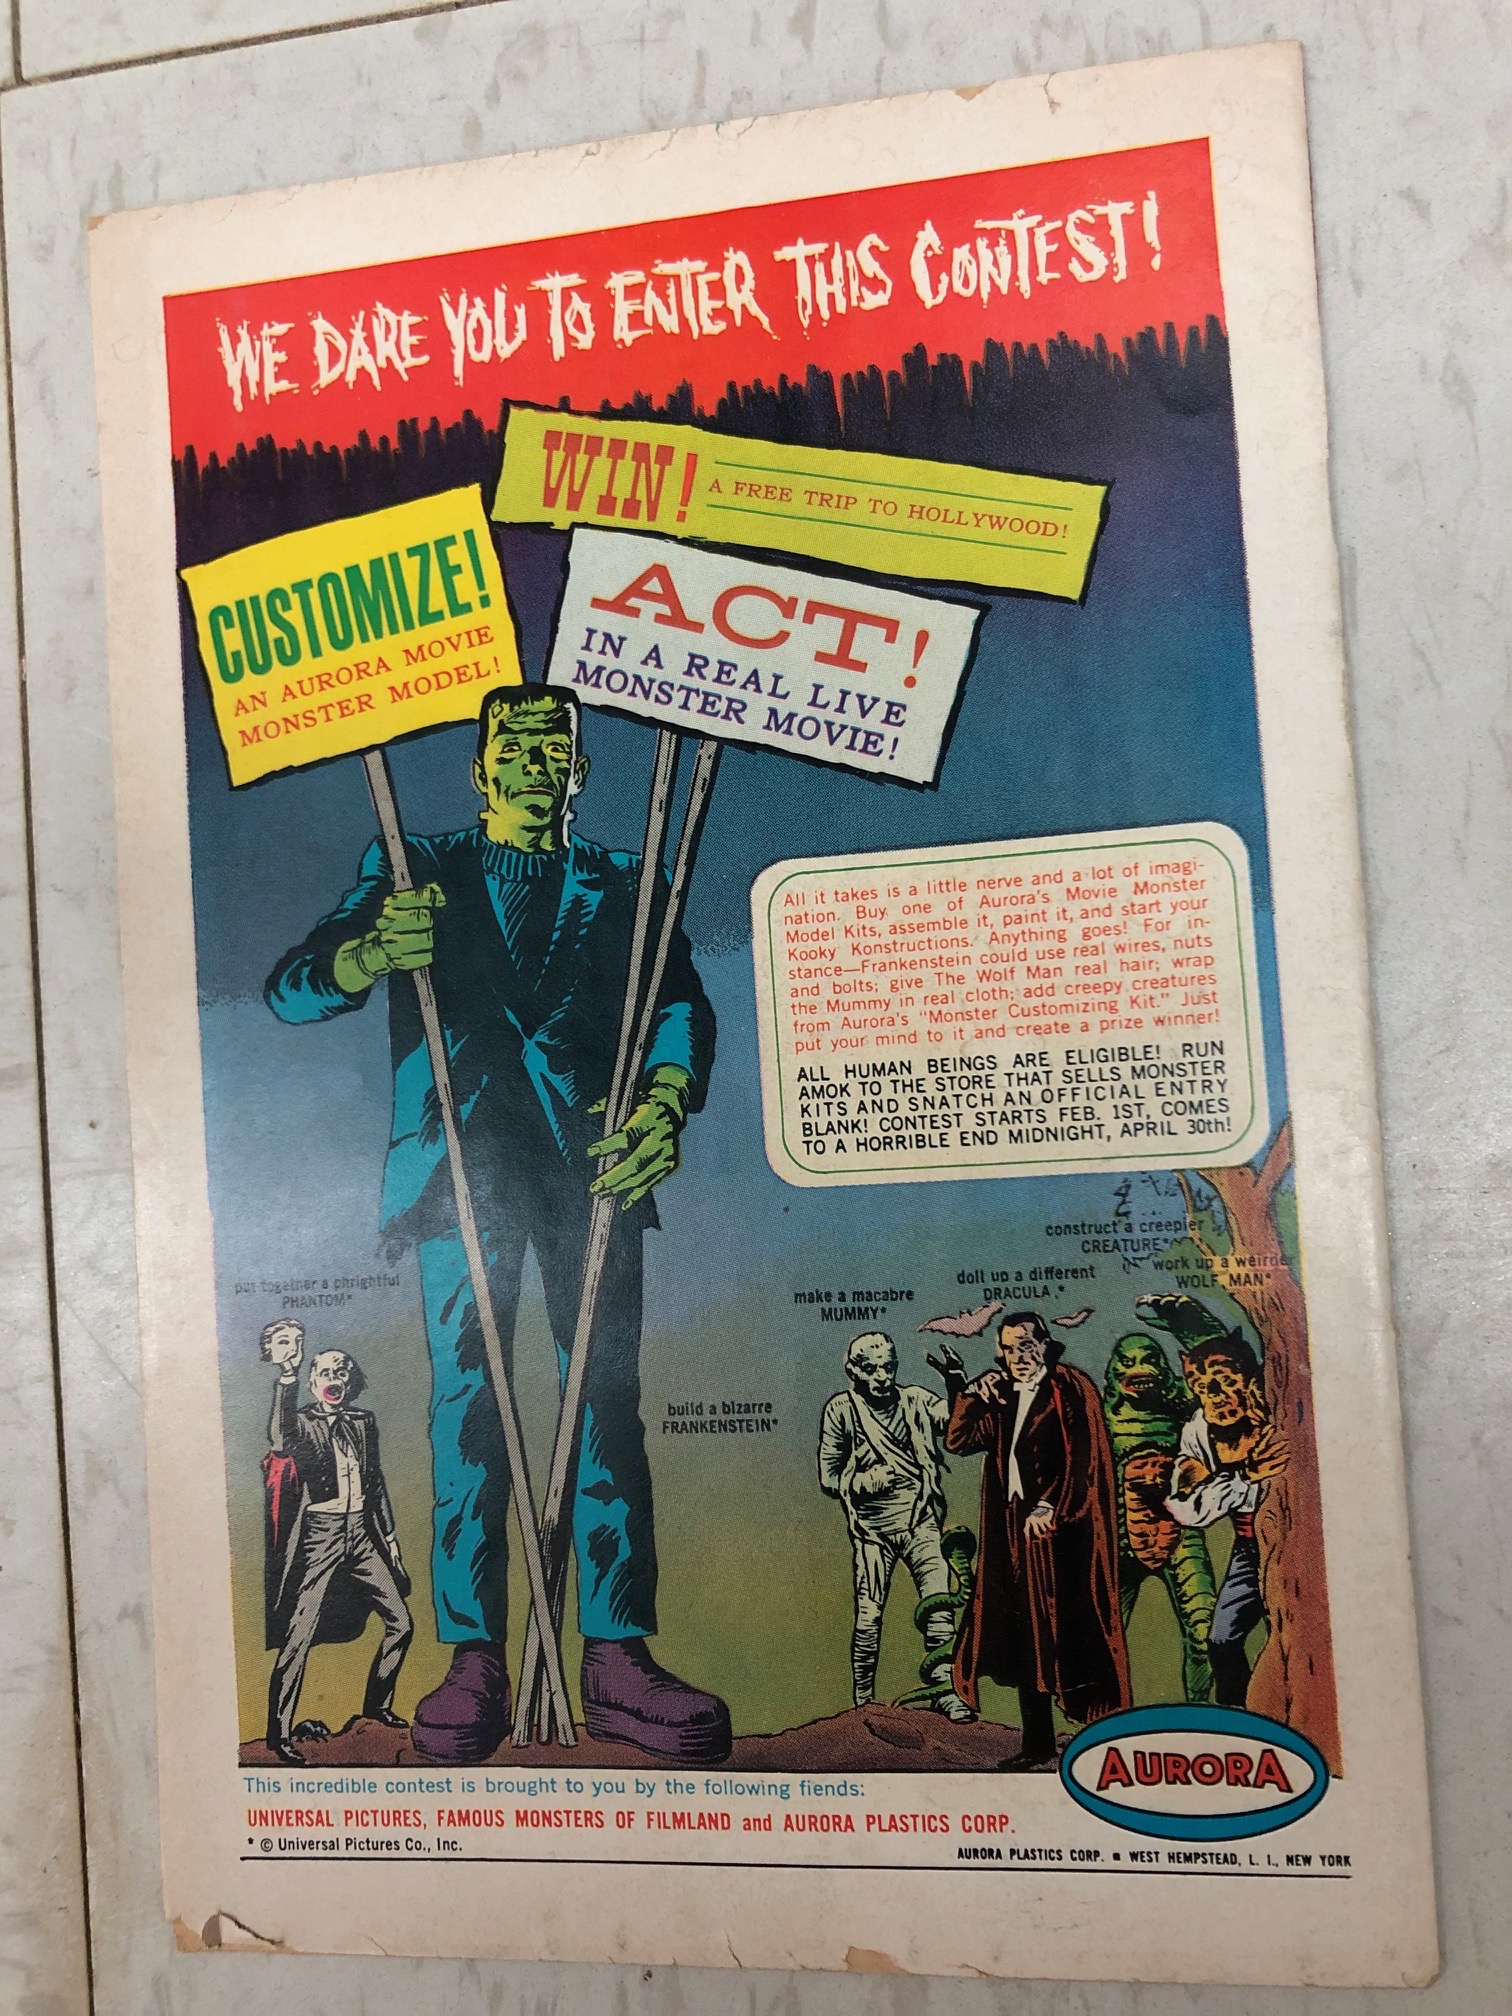 WE DARE YOU TO ENTER THIS CONTEST!
WIN! A FREE TRIP TO HOLLYWOOD!
CUSTOMIZE!
AN AURORA MOVIE
MONSTER MODEL!
ACT!
IN A REAL LIVE
MONSTER MOVIE!
All it takes is a little nerve and a lot of imagi-
nation. Buy one of Aurora's Movie Monster
Model Kits, assemble it, paint it, and start your
Kooky Konstructions. Anything goes! For in-
stance—Frankenstein could use real wires, nuts
and bolts; give The Wolf Man real hair; wrap
the Mummy in real cloth; add creepy creatures
from Aurora's "Monster Customizing Kit." Just
put your mind to it and create a prize winner!
ALL HUMAN BEINGS ARE ELIGIBLE! RUN
AMOK TO THE STORE THAT SELLS MONSTER
KITS AND SNATCH AN OFFICIAL ENTRY
BLANK! CONTEST STARTS FEB. 1ST, COMES
TO A HORRIBLE END MIDNIGHT, APRIL 30th!
put together a phrightful
PHANTOM*
build a bizarre
FRANKENSTEIN*
make a macabre
MUMMY*
doll up a different
DRACULA.*
construct a creepier
CREATURE*
work up a weirder
WOLF MAN*
AURORA
This incredible contest is brought to you by the following fiends:
UNIVERSAL PICTURES, FAMOUS MONSTERS OF FILMLAND and AURORA PLASTICS CORP.
* © Universal Pictures Co., Inc.
AURORA PLASTICS CORP. ■ WEST HEMPSTEAD, L. I., NEW YORK